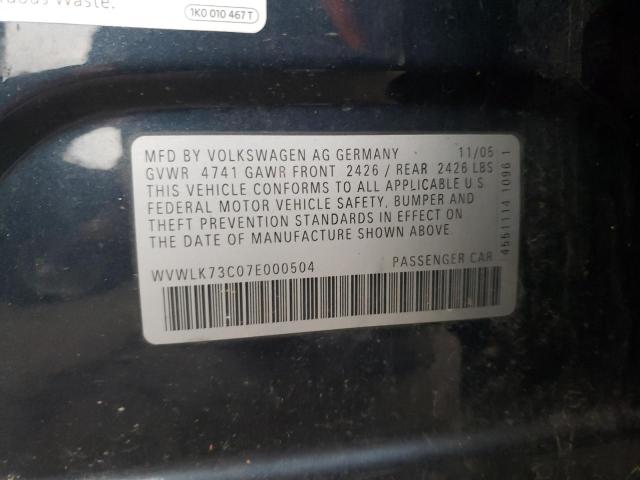 Waste.
1K0 010 467 T
MFD BY VOLKSWAGEN AG GERMANY 11/05
GVWR 4741 GAWR FRONT 2426 / REAR 2426 LBS
THIS VEHICLE CONFORMS TO ALL APPLICABLE U S
FEDERAL MOTOR VEHICLE SAFETY, BUMPER AND
THEFT PREVENTION STANDARDS IN EFFECT ON
THE DATE OF MANUFACTURE SHOWN ABOVE.
WVWLK73C07E000504 PASSENGER CAR
4551114 1096 1